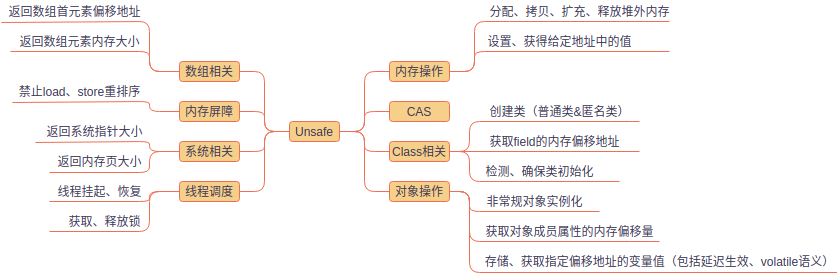 返回数组首元素偏移地址
返回数组元素内存大小
数组相关
禁止load、store重排序
内存屏障
返回系统指针大小
返回内存页大小
系统相关
线程挂起、恢复
获取、释放锁
线程调度
Unsafe
分配、拷贝、扩充、释放堆外内存
设置、获得给定地址中的值
内存操作
CAS
创建类（普通类&匿名类）
获取field的内存偏移地址
检测、确保类初始化
Class相关
非常规对象实例化
获取对象成员属性的内存偏移量
存储、获取指定偏移地址的变量值（包括延迟生效、volatile语义）
对象操作